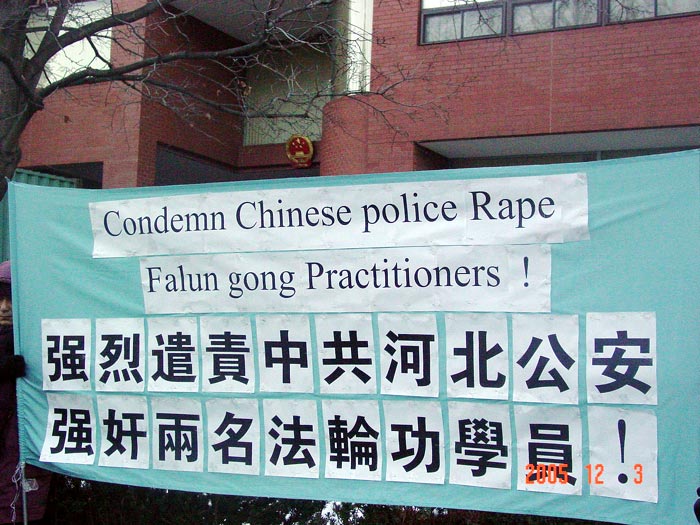 Condemn Chinese police Rape
Falun gong Practitioners !
强烈遣責中共河北公安
强奸兩名法輪功學員!
2005 12 3